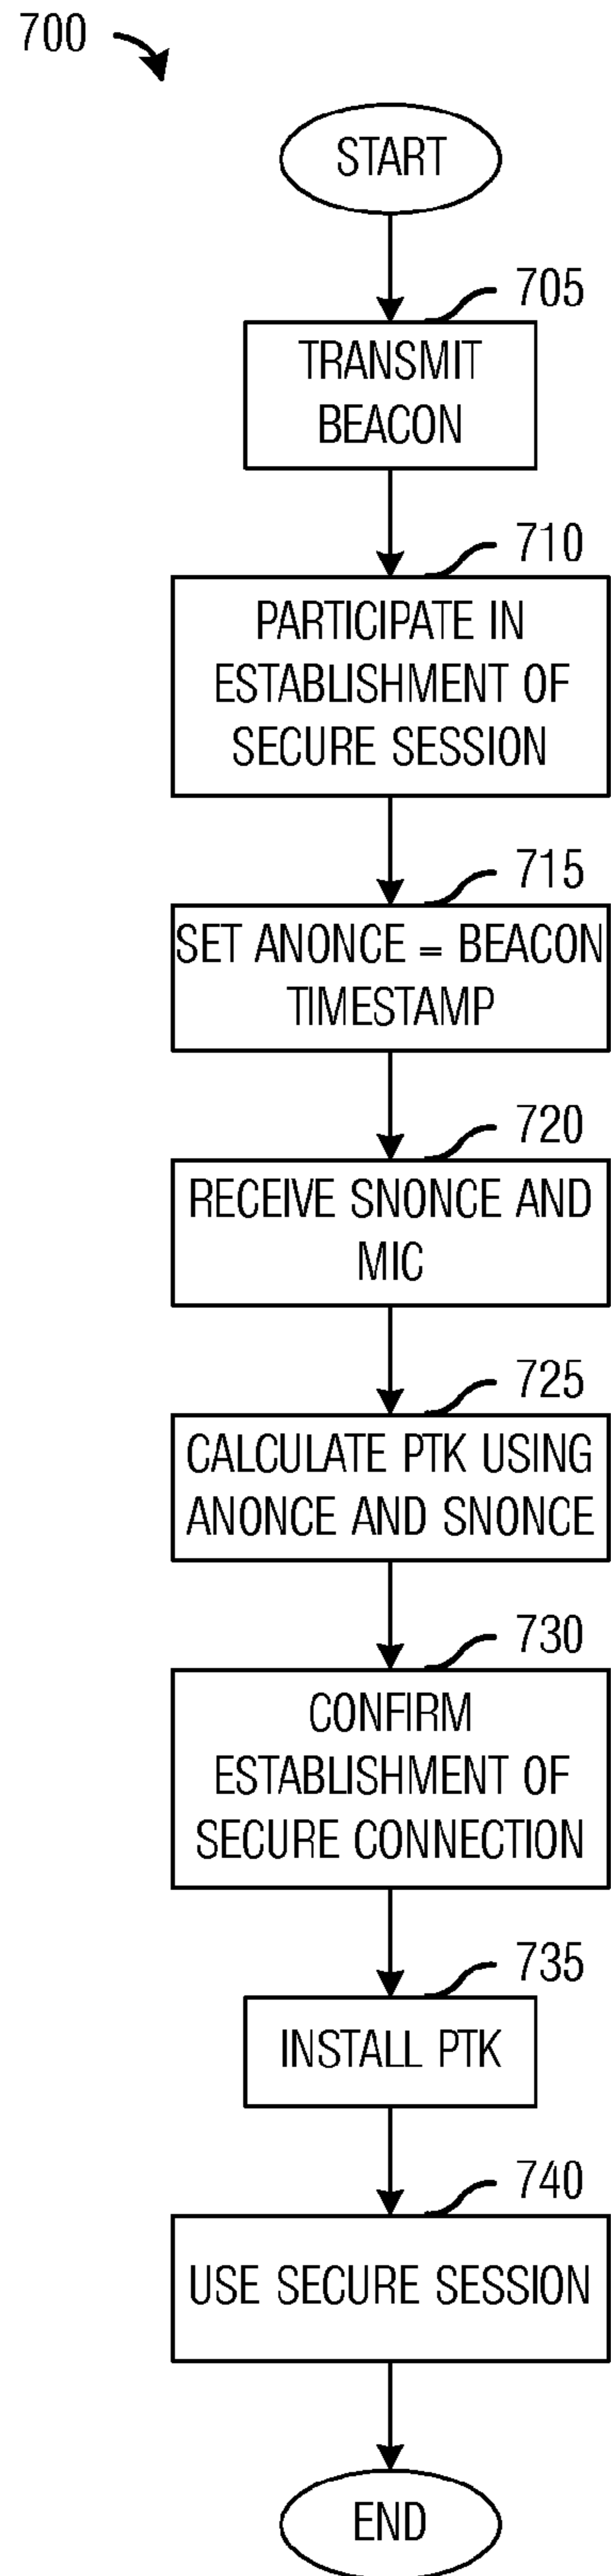 700
START
705
TRANSMIT
BEACON
710
PARTICIPATE IN
ESTABLISHMENT OF
SECURE SESSION
715
SET ANONCE = BEACON
TIMESTAMP
720
RECEIVE SNONCE AND
MIC
725
CALCULATE PTK USING
ANONCE AND SNONCE
730
CONFIRM
ESTABLISHMENT OF
SECURE CONNECTION
735
INSTALL PTK
740
USE SECURE SESSION
END